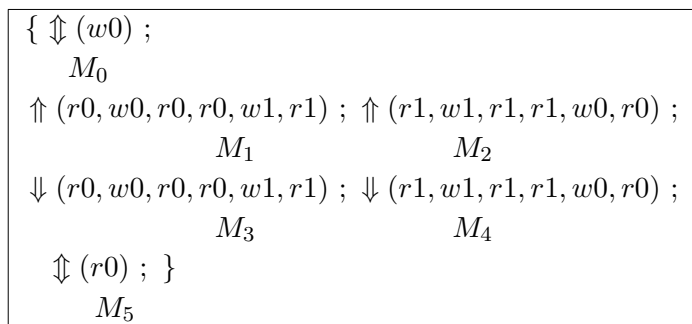 { ⇕ (w0) ;
M₀
⇑ (r0, w0, r0, r0, w1, r1) ; ⇑ (r1, w1, r1, r1, w0, r0) ;
M₁ M₂
⇓ (r0, w0, r0, r0, w1, r1) ; ⇓ (r1, w1, r1, r1, w0, r0) ;
M₃ M₄
⇕ (r0) ; }
M₅